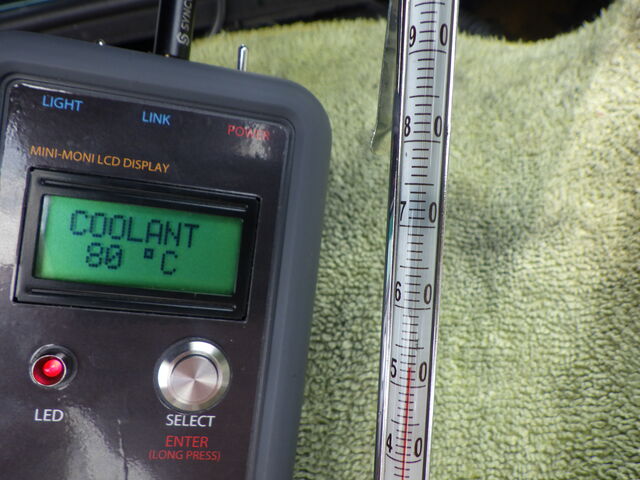 SYNC
LIGHT
LINK
POWER
MINI-MONI LCD DISPLAY
COOLANT
80 °C
LED
SELECT
ENTER
(LONG PRESS)
9 0
8 0
7 0
6 0
5 0
4 0